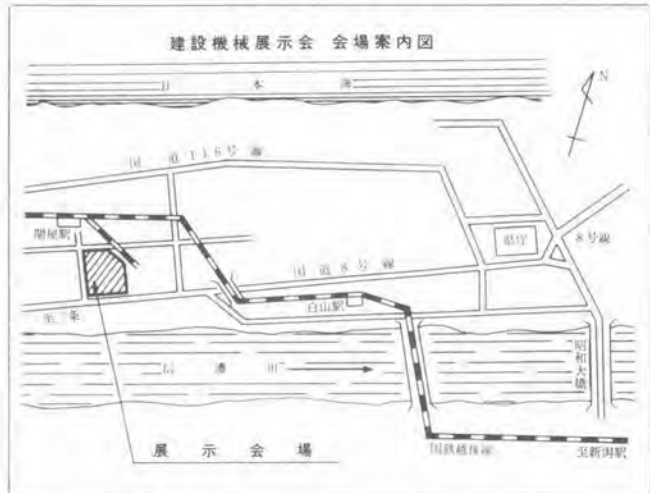 建設機械展示会 会場案内図
日本海
N
国道116号線
関屋駅
県庁
8号線
国道8号線
白山駅
至三条
信濃川
昭和大橋
展示会場
国鉄越後線
至新潟駅